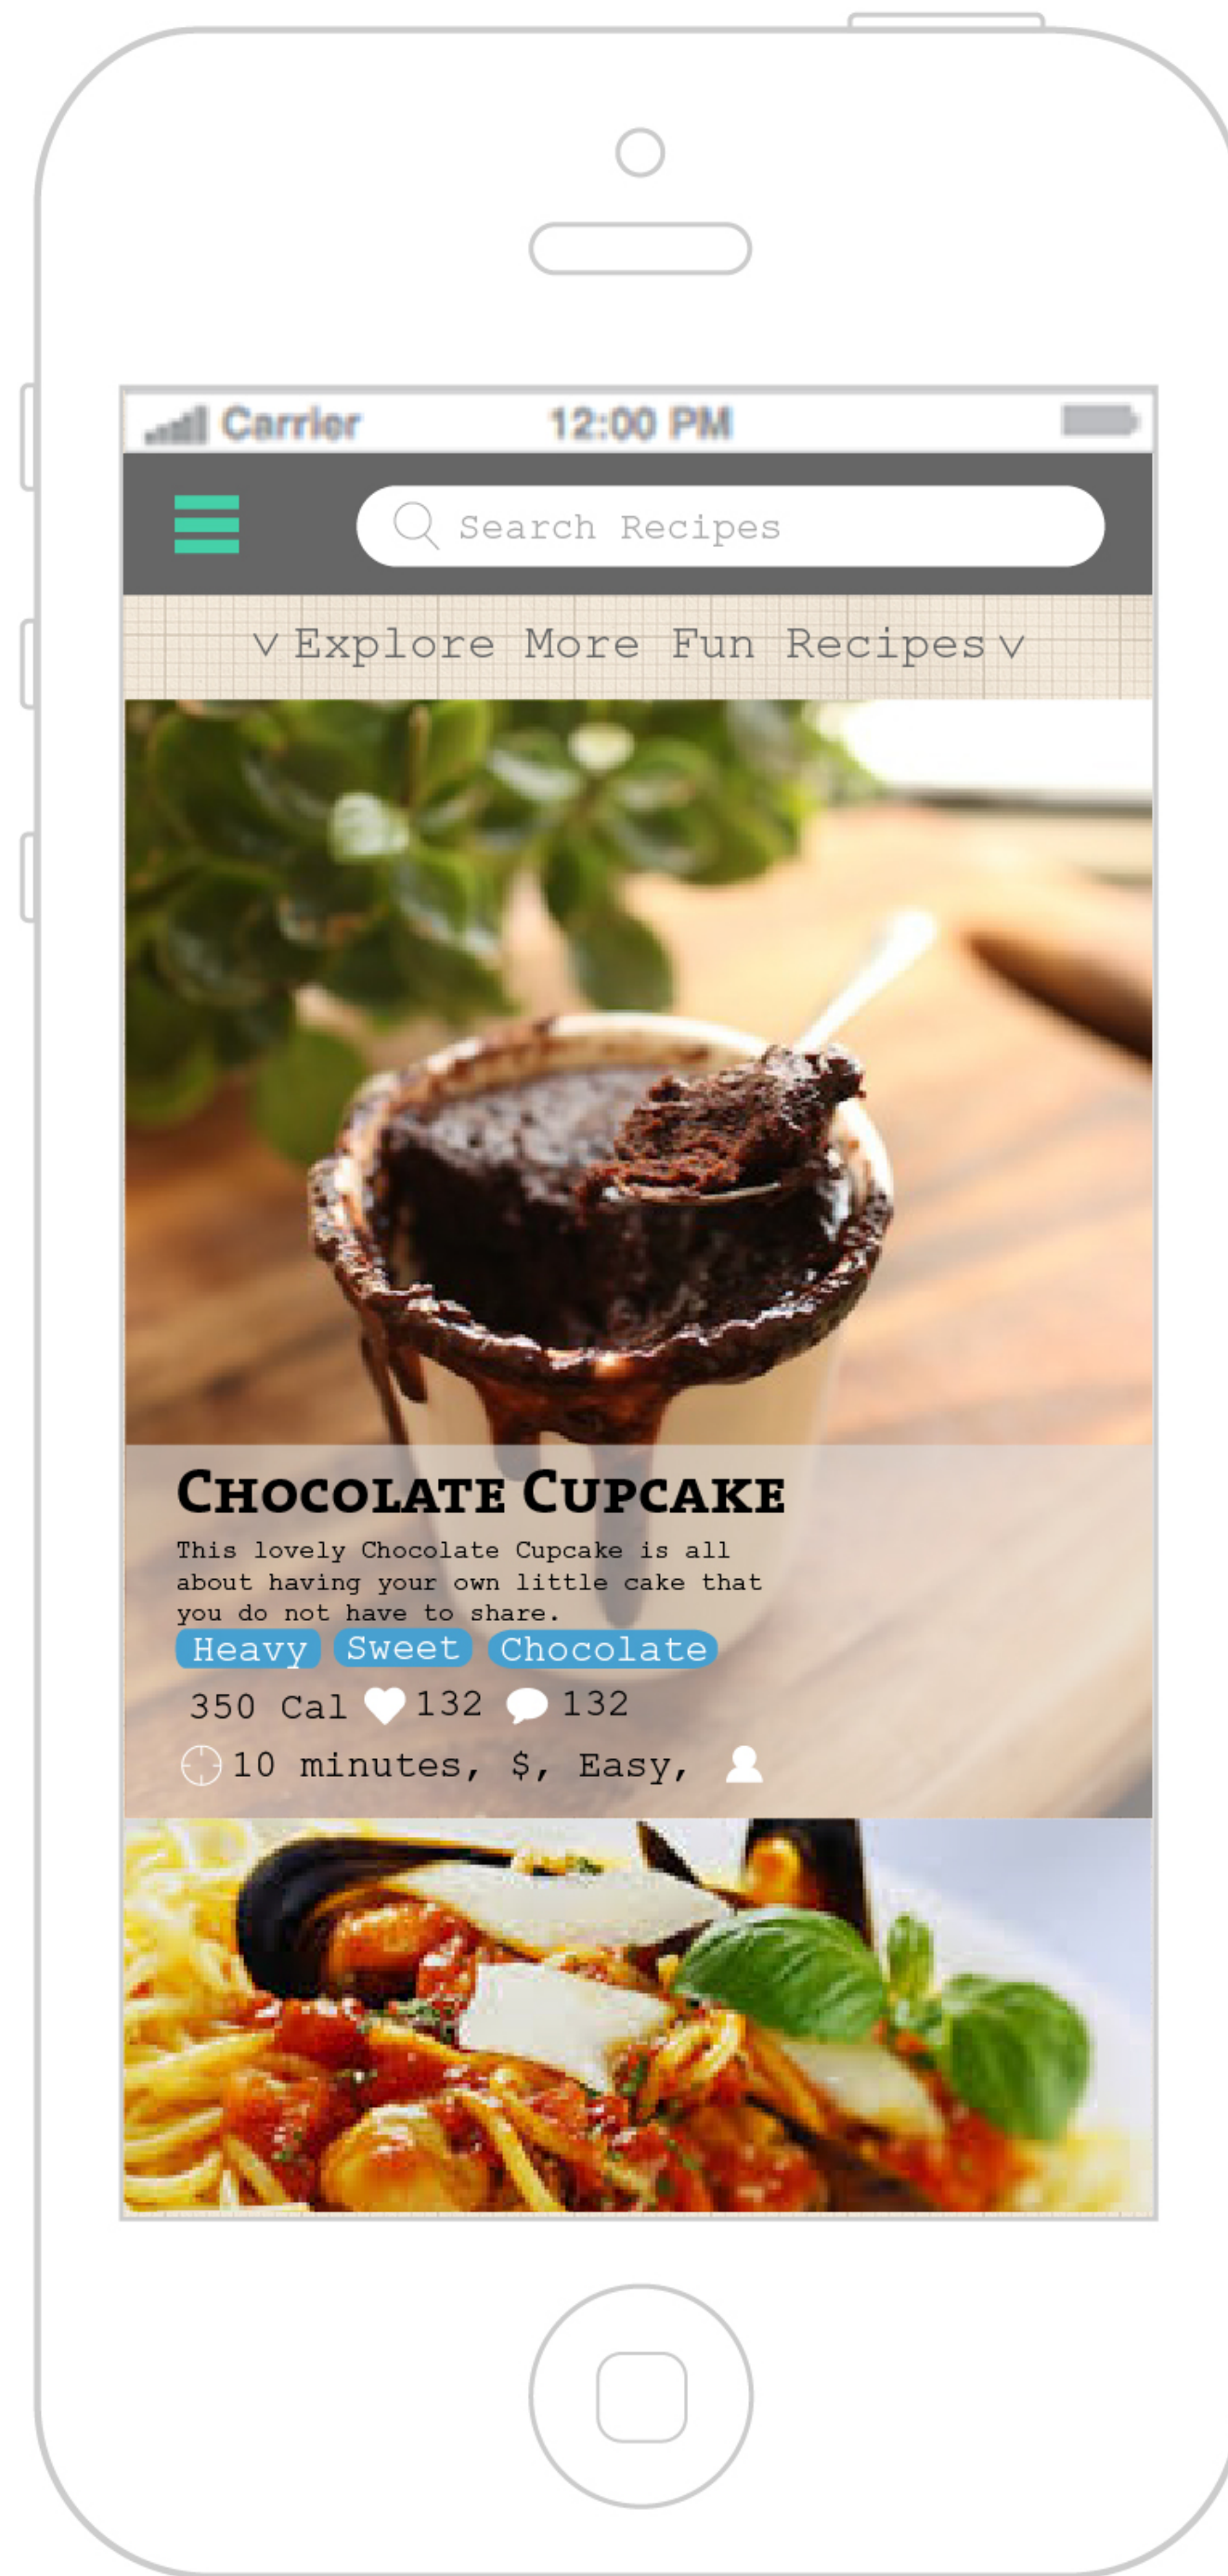 Carrier 12:00 PM
Search Recipes
Explore More Fun Recipes
Chocolate Cupcake
This lovely Chocolate Cupcake is all
about having your own little cake that
you do not have to share.
Heavy Sweet Chocolate
350 Cal 132 132
10 minutes, $, Easy,